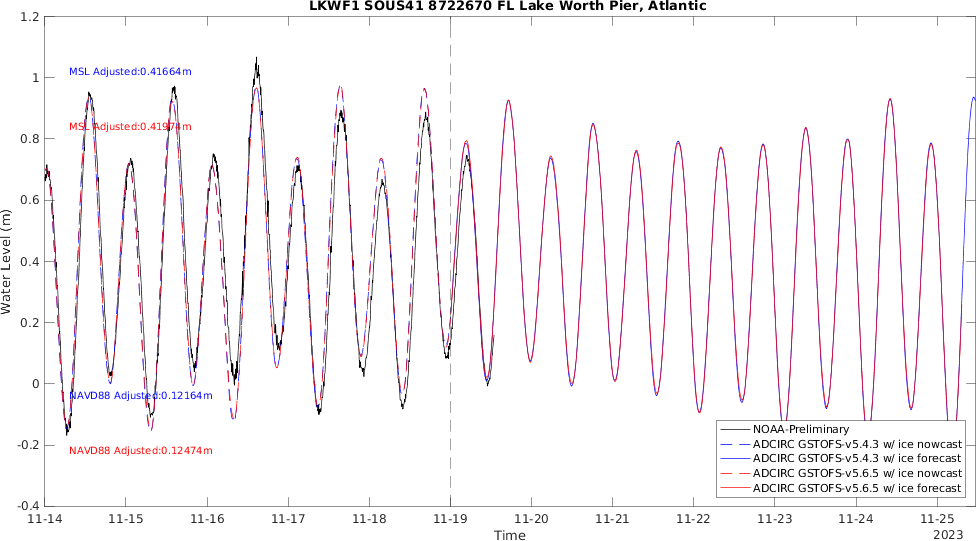 LKWF1 SOUS41 8722670 FL Lake Worth Pier, Atlantic
1.2
1
0.8
0.6
0.4
0.2
0
-0.2
-0.4
Water Level (m)
MSL Adjusted:0.41664m
MSL Adjusted:0.41974m
NAVD88 Adjusted:0.12164m
NAVD88 Adjusted:0.12474m
NOAA-Preliminary
ADCIRC GSTOFS-v5.4.3 w/ ice nowcast
ADCIRC GSTOFS-v5.4.3 w/ ice forecast
ADCIRC GSTOFS-v5.6.5 w/ ice nowcast
ADCIRC GSTOFS-v5.6.5 w/ ice forecast
11-14 11-15 11-16 11-17 11-18 11-19 11-20 11-21 11-22 11-23 11-24 11-25
Time
2023